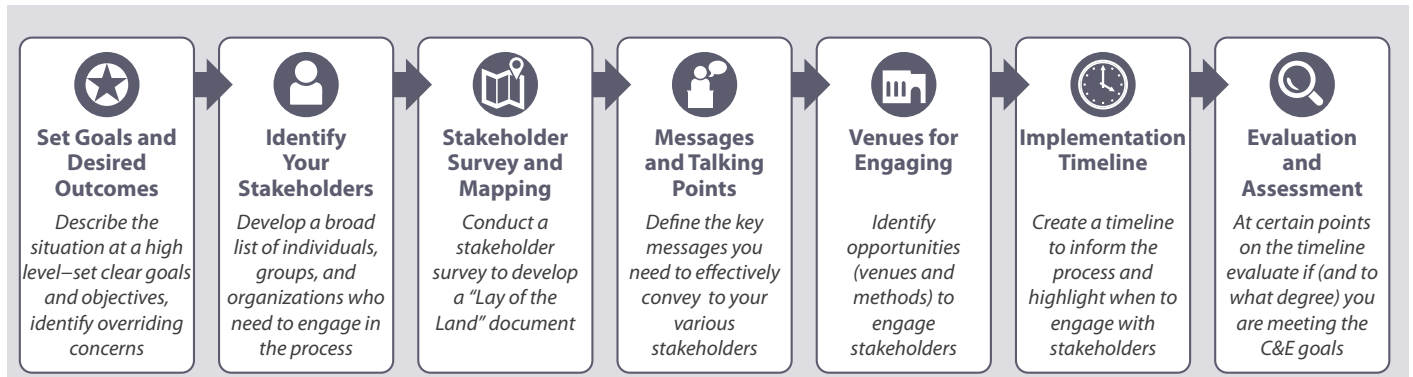 Set Goals and
Desired
Outcomes
Describe the
situation at a high
level–set clear goals
and objectives,
identify overriding
concerns
Identify
Your
Stakeholders
Develop a broad
list of individuals,
groups, and
organizations who
need to engage in
the process
Stakeholder
Survey and
Mapping
Conduct a
stakeholder
survey to develop
a “Lay of the
Land” document
Messages
and Talking
Points
Define the key
messages you
need to effectively
convey to your
various
stakeholders
Venues for
Engaging
Identify
opportunities
(venues and
methods) to
engage
stakeholders
Implementation
Timeline
Create a timeline
to inform the
process and
highlight when to
engage with
stakeholders
Evaluation
and
Assessment
At certain points
on the timeline
evaluate if (and to
what degree) you
are meeting the
C&E goals